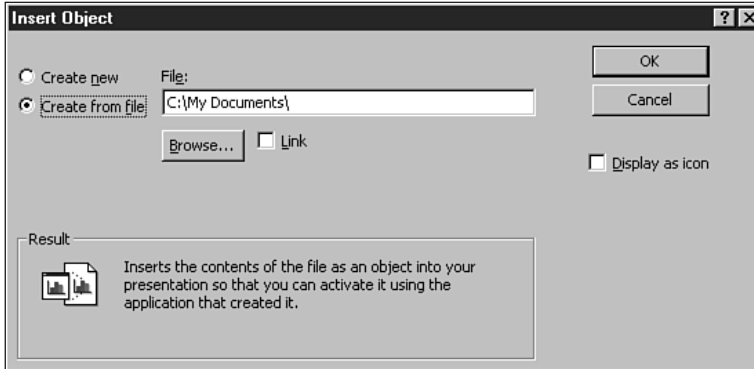 Insert Object
Create new
File:
OK
Create from file
C:\My Documents\
Cancel
Browse...
Link
Display as icon
Result
Inserts the contents of the file as an object into your
presentation so that you can activate it using the
application that created it.